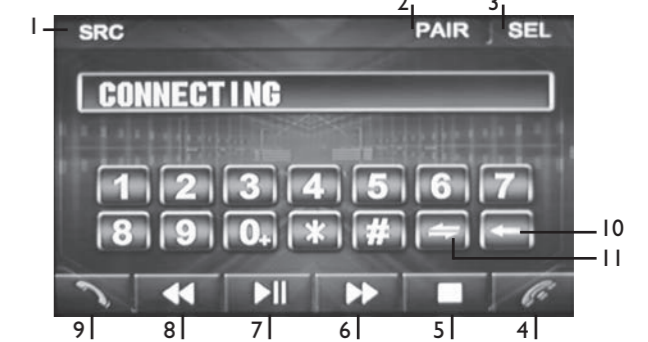 2 3
1 SRC PAIR SEL
CONNECTING
1 2 3 4 5 6 7
8 9 0+ * # 10
11
9 8 7 6 5 4